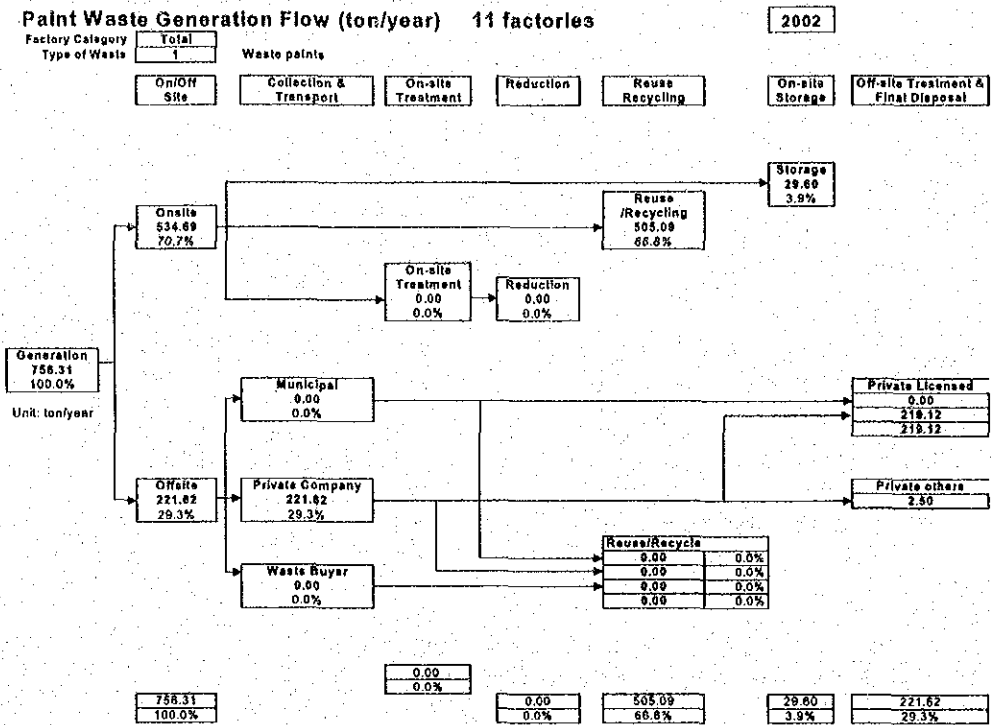 Paint Waste Generation Flow (ton/year) 11 factories 2002
Factory Category Total
Type of Waste 1 Waste paints
On/Off Site
Collection & Transport
On-site Treatment
Reduction
Reuse Recycling
On-site Storage
Off-site Treatment & Final Disposal
Storage
29.60
3.9%
Onsite
534.69
70.7%
Reuse
/Recycling
505.09
66.8%
On-site
Treatment
0.00
0.0%
Reduction
0.00
0.0%
Generation
756.31
100.0%
Unit: ton/year
Municipal
0.00
0.0%
Private Licensed
0.00
219.12
219.12
Offsite
221.62
29.3%
Private Company
221.62
29.3%
Private others
2.50
Reuse/Recycle
0.00 0.0%
0.00 0.0%
0.00 0.0%
0.00 0.0%
Waste Buyer
0.00
0.0%
0.00
0.0%
756.31 0.00 505.09 29.60 221.62
100.0% 0.0% 66.8% 3.9% 29.3%